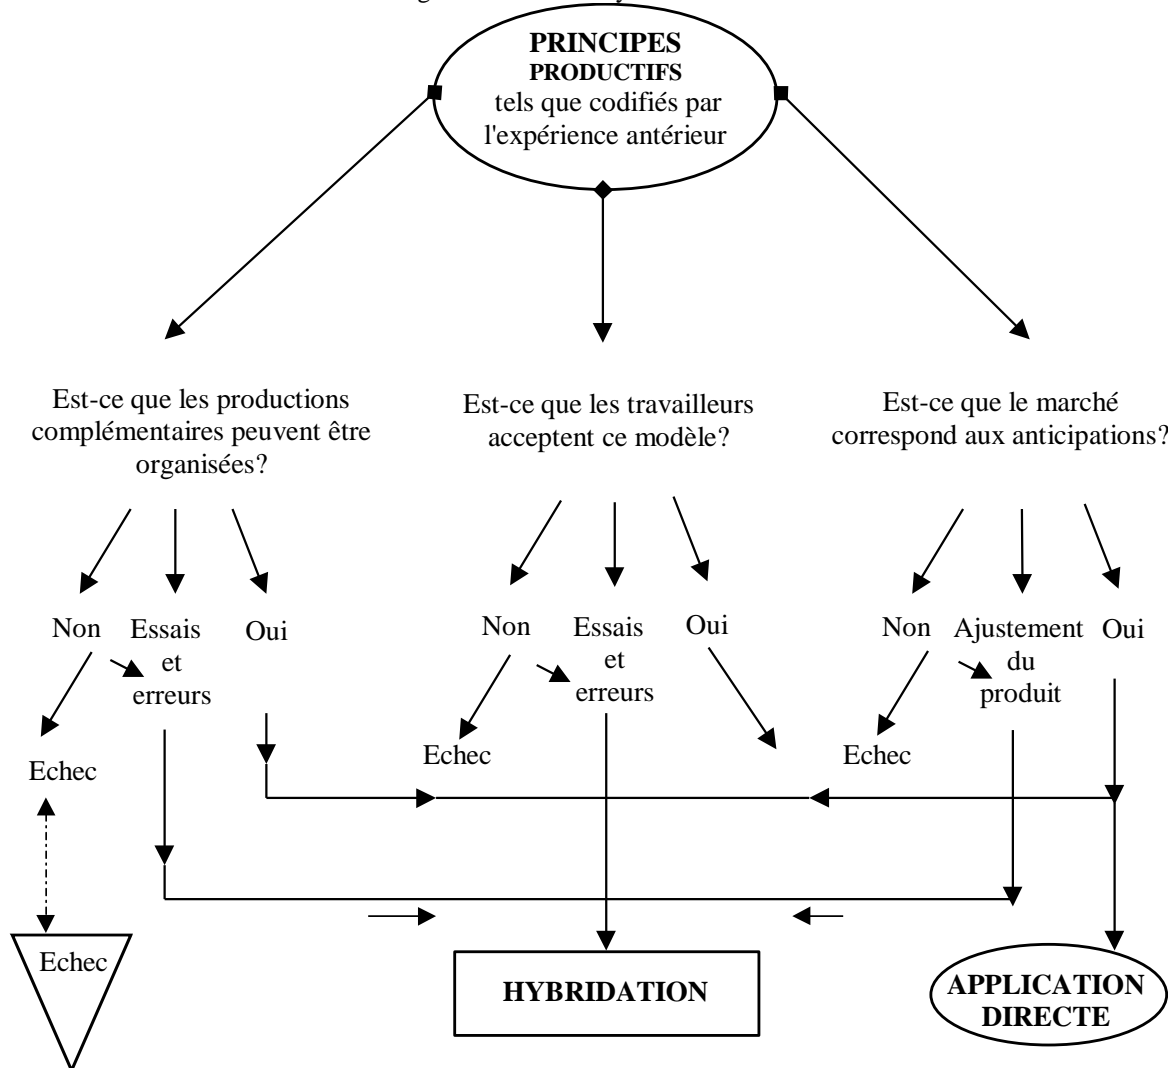 PRINCIPES
PRODUCTIFS
tels que codifiés par
l'expérience antérieur
Est-ce que les productions
complémentaires peuvent être
organisées?
Est-ce que les travailleurs
acceptent ce modèle?
Est-ce que le marché
correspond aux anticipations?
Non
Essais
et
erreurs
Oui
Non
Essais
et
erreurs
Oui
Non
Ajustement
du
produit
Oui
Echec
Echec
Echec
Echec
HYBRIDATION
APPLICATION
DIRECTE